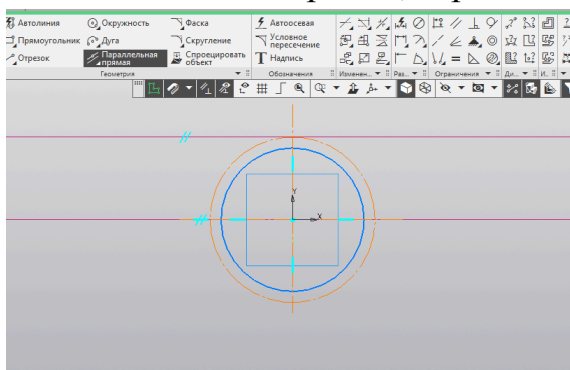 Автолиния Окружность Фаска Автоосевая
Прямоугольник Дуга Скругление Условное пересечение
Отрезок Параллельная прямая Спроецировать объект Надпись
Геометрия Обозначения Изменен... Раз... Ограничения Ди... И...
Y
X